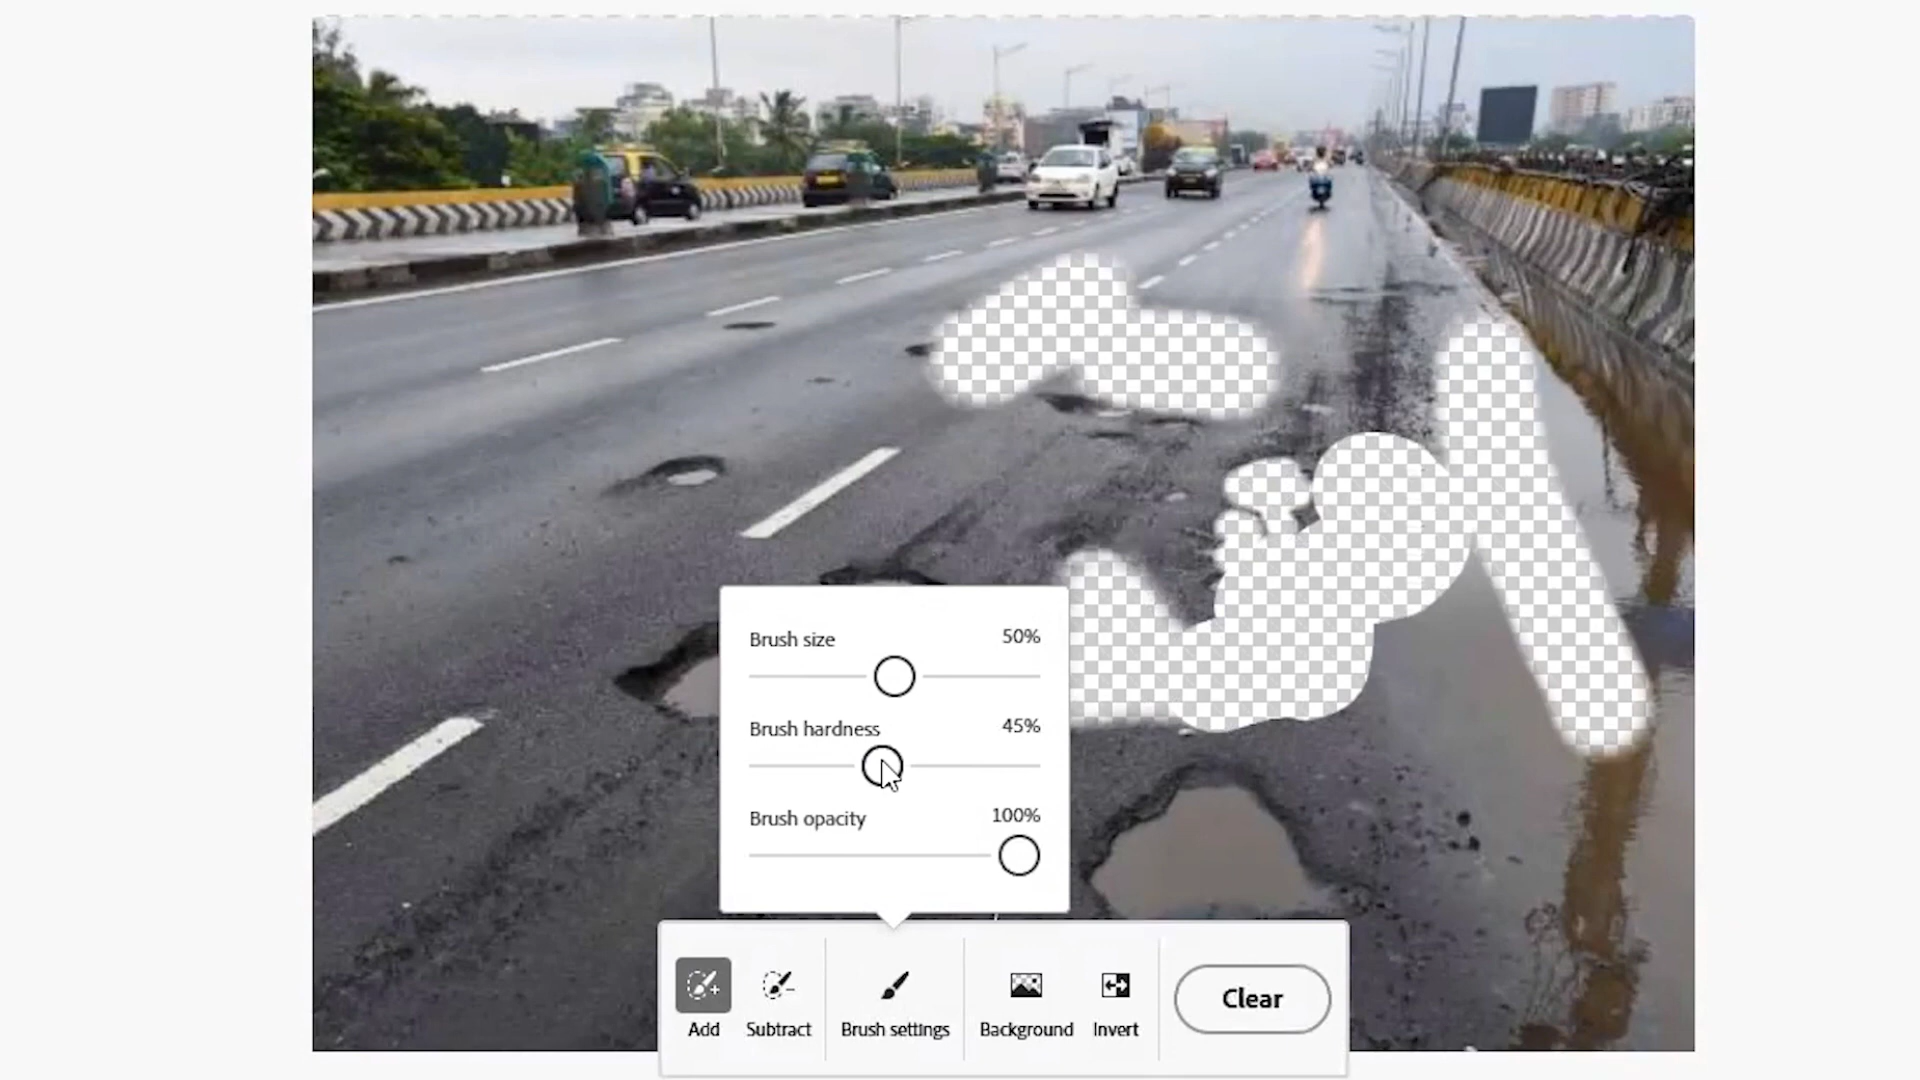 Brush size 50%
Brush hardness 45%
Brush opacity 100%
Add Subtract Brush settings Background Invert Clear